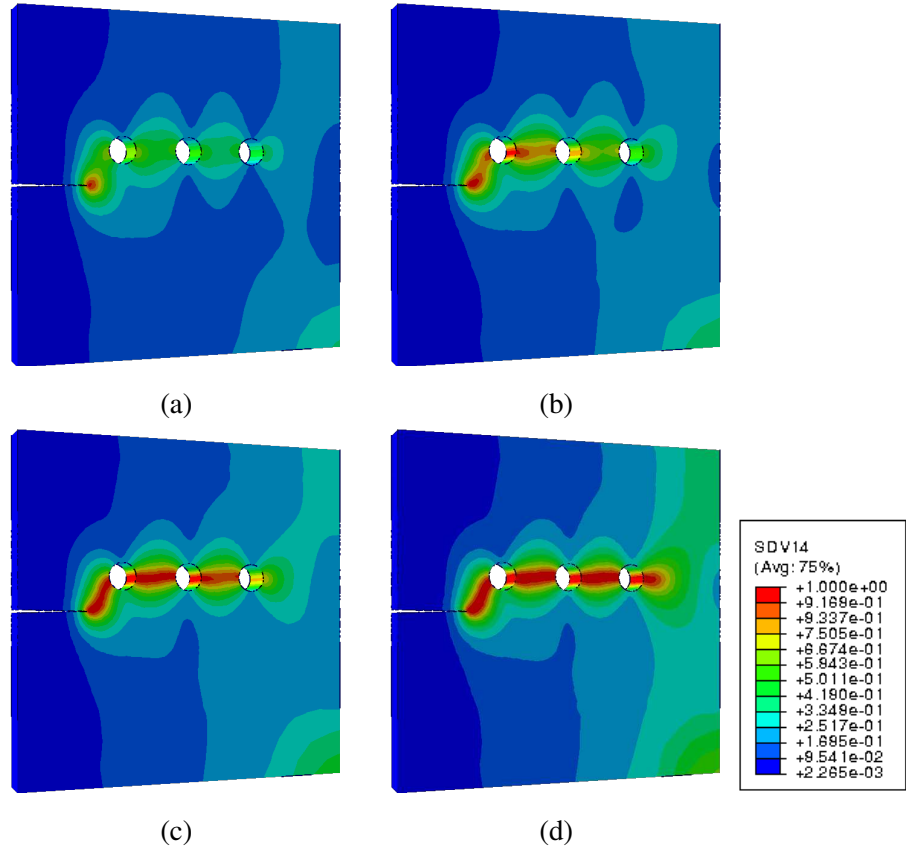 (a)
(b)
SDV14
(Avg: 75%)
+1.000e+00
+9.169e-01
+8.337e-01
+7.505e-01
+6.674e-01
+5.843e-01
+5.011e-01
+4.180e-01
+3.349e-01
+2.517e-01
+1.685e-01
+8.541e-02
+2.265e-03
(c)
(d)